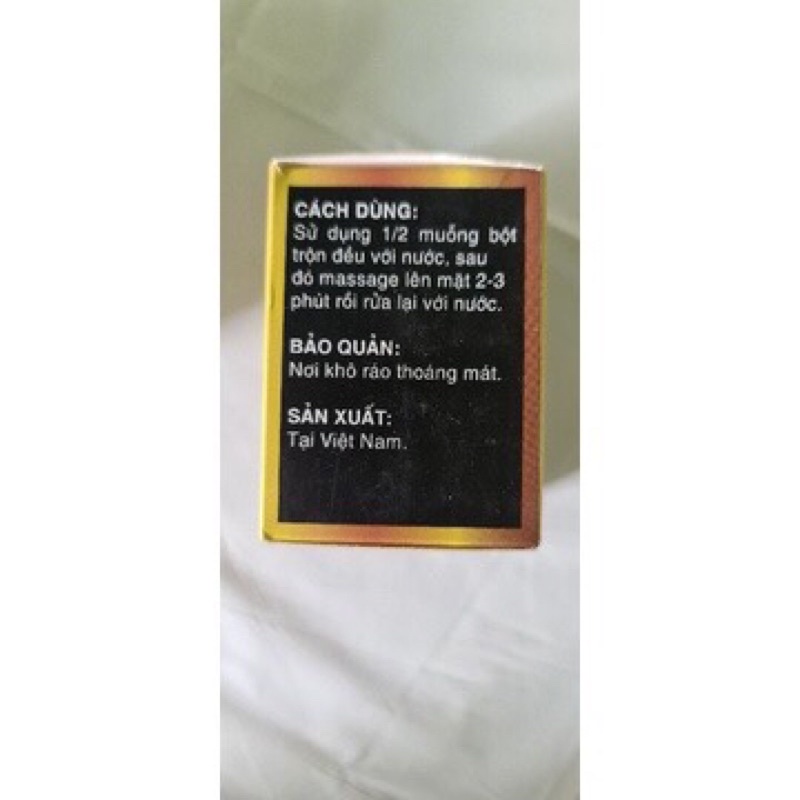 CÁCH DÙNG:
Sử dụng 1/2 muỗng bột
trộn đều với nước, sau
đó massage lên mặt 2-3
phút rồi rửa lại với nước.
BẢO QUẢN:
Nơi khô ráo thoáng mát.
SẢN XUẤT:
Tại Việt Nam.